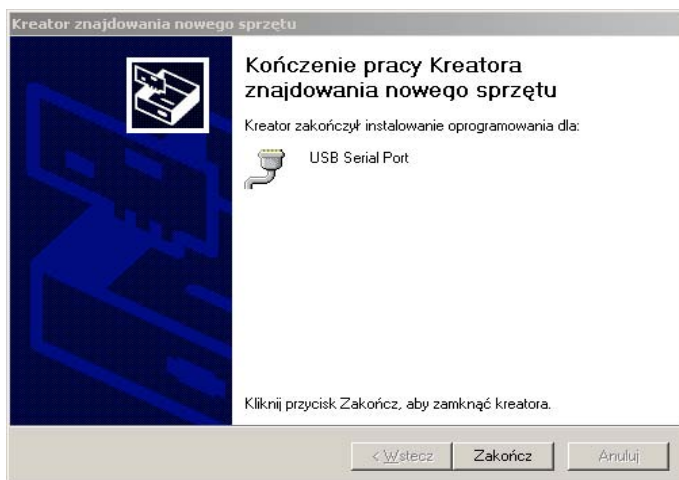 Kreator znajdowania nowego sprzętu
Kończenie pracy Kreatora
znajdowania nowego sprzętu
Kreator zakończył instalowanie oprogramowania dla:
USB Serial Port
Kliknij przycisk Zakończ, aby zamknąć kreatora.
< Wstecz
Zakończ
Anuluj